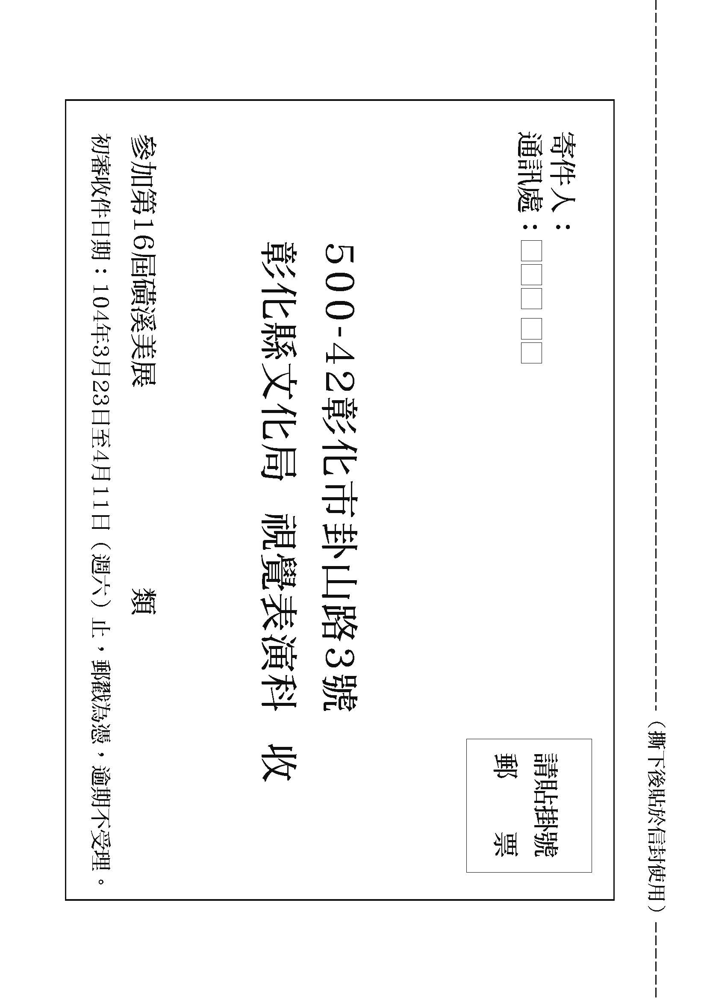 （撕下後貼於信封使用）
寄件人：
通訊處：□□□□□
請貼掛號
郵　票
500-42彰化市卦山路3號
彰化縣文化局　視覺表演科　收
參加第16屆磺溪美展　　　　類
初審收件日期：104年3月23日至4月11日（週六）止，郵戳為憑，逾期不受理。